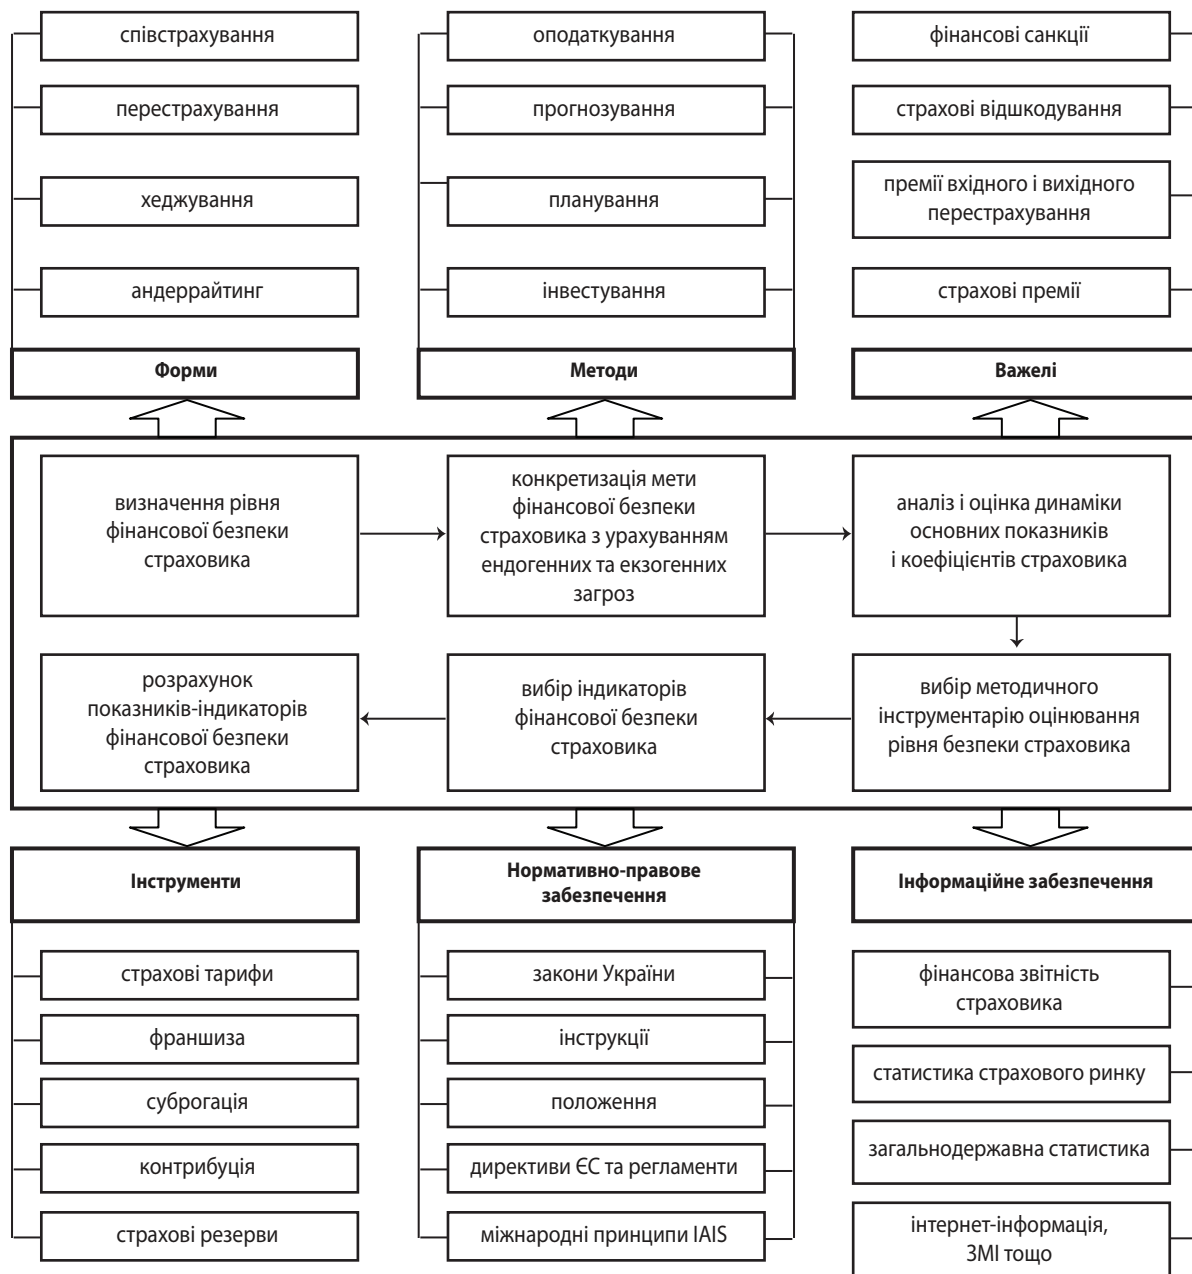 співстрахування
перестрахування
хеджування
андеррайтинг
Форми
оподаткування
прогнозування
планування
інвестування
Методи
фінансові санкції
страхові відшкодування
премії вхідного і вихідного
перестрахування
страхові премії
Важелі
визначення рівня
фінансової безпеки
страховика
конкретизація мети
фінансової безпеки
страховика з урахуванням
ендогенних та екзогенних
загроз
аналіз і оцінка динаміки
основних показників
і коефіцієнтів страховика
розрахунок
показників-індикаторів
фінансової безпеки
страховика
вибір індикаторів
фінансової безпеки
страховика
вибір методичного
інструментарію оцінювання
рівня безпеки страховика
Інструменти
страхові тарифи
франшиза
суброгація
контрибуція
страхові резерви
Нормативно-правове
забезпечення
закони України
інструкції
положення
директиви ЄС та регламенти
міжнародні принципи IAIS
Інформаційне забезпечення
фінансова звітність
страховика
статистика страхового ринку
загальнодержавна статистика
інтернет-інформація,
ЗМІ тощо